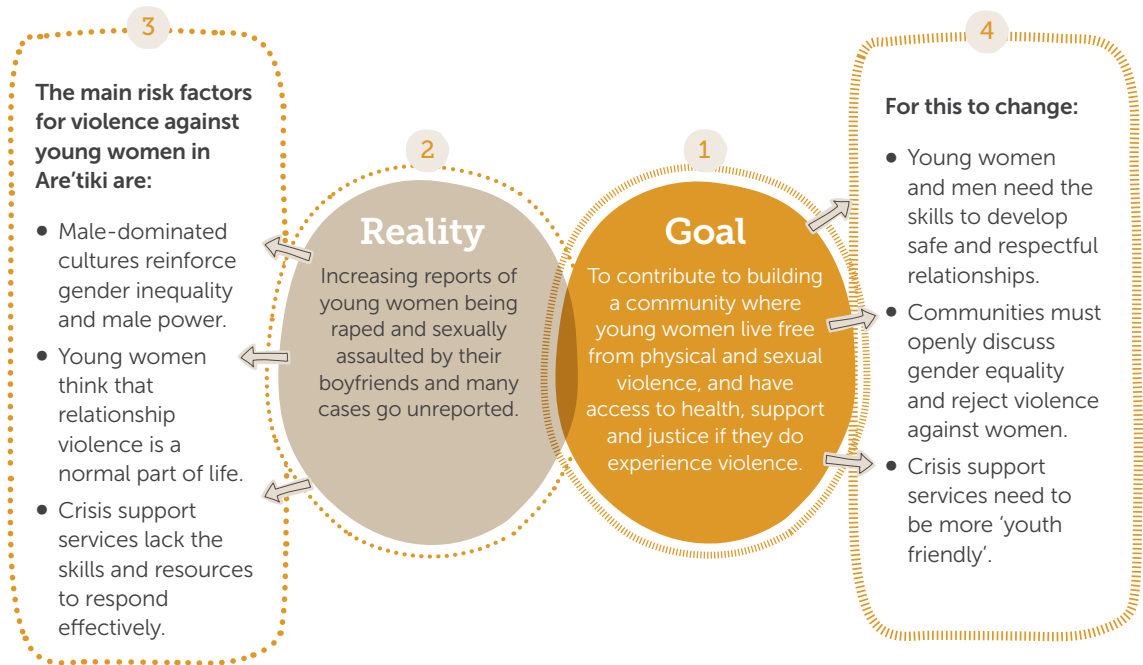 3
The main risk factors
for violence against
young women in
Are'tiki are:
• Male-dominated
cultures reinforce
gender inequality
and male power.
• Young women
think that
relationship
violence is a
normal part of life.
• Crisis support
services lack the
skills and resources
to respond
effectively.
2
Reality
Increasing reports of
young women being
raped and sexually
assaulted by their
boyfriends and many
cases go unreported.
1
Goal
To contribute to building
a community where
young women live free
from physical and sexual
violence, and have
access to health, support
and justice if they do
experience violence.
4
For this to change:
• Young women
and men need the
skills to develop
safe and respectful
relationships.
• Communities must
openly discuss
gender equality
and reject violence
against women.
• Crisis support
services need to
be more ‘youth
friendly’.